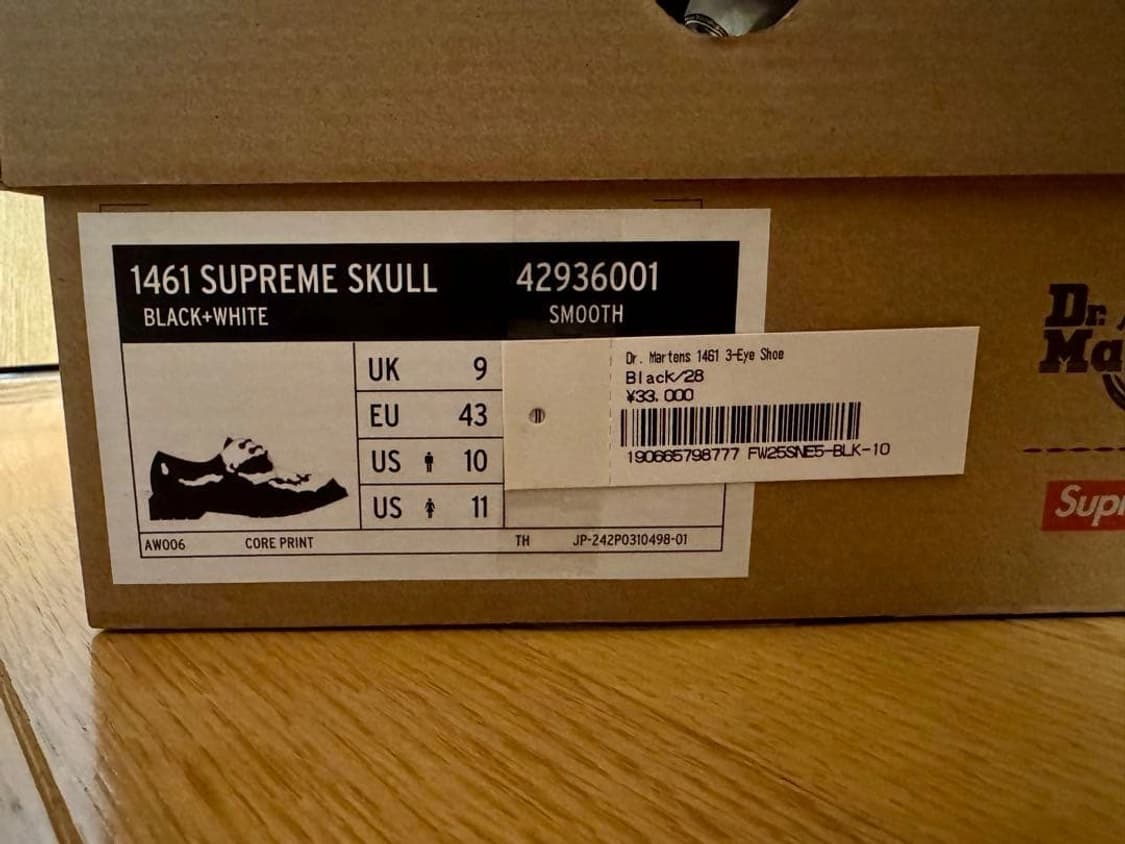 1461 SUPREME SKULL 42936001
BLACK+WHITE SMOOTH
UK 9
EU 43
US 10
US 11
AW006 CORE PRINT TH JP-242P0310498-01
Dr. Martens 1461 3-Eye Shoe
Black/28
¥33,000
190665798777 FW25SNE5-BLK-10
Dr.
Ma
Supr